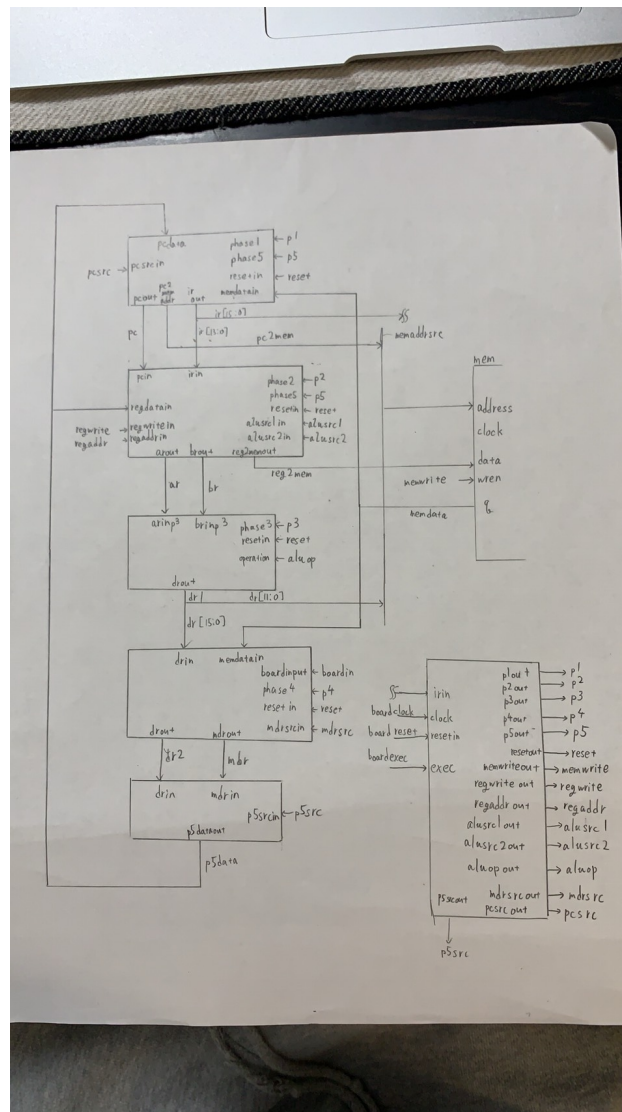 pcdata
phase1 p1
pcsrc pcsrcin phase5 p5
resetin reset
pcout pc2 mem addr ir out memdatain
ir[15:0]
pc ir[15:0] pc2mem memaddrsrc
mem
pcin irin
phase2 p2
phase5 p5
regdatain resetin reset
regwrite regwritein alusrc1in alusrc1
regaddr regadrin alusrc2in alusrc2
arout brout reg2memout
reg2mem
address
clock
data
memwrite wren
memdata q
ar br
arinp3 brinp3 phase3 p3
resetin reset
operation aluop
drout
dr dr[11:0]
dr[15:0]
drin memdatain
boardinput boardin
phase4 p4
reset in reset
drout mdrout mdrsrcin mdrsrc
dr2 mdr
drin mdrin
p5srcin p5src
p5dataout
p5data
irin p1out p1
p2out p2
p3out p3
boardclock clock p4out p4
board reset resetin p5out p5
resetout reset
boardexec exec memwriteout memwrite
regwrite out regwrite
regaddr out regaddr
alusrc1 out alusrc1
alusrc2out alusrc2
aluop out aluop
p5srcout mdrsrc out mdrsrc
pcsrc out pcsrc
p5src